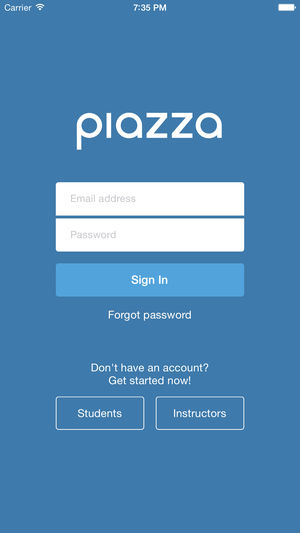 Carrier 7:35 PM
piazza
Email address
Password
Sign In
Forgot password
Don't have an account?
Get started now!
Students Instructors